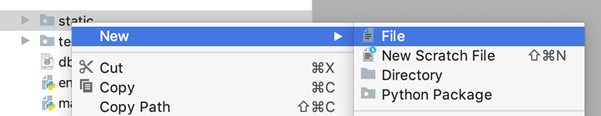 static
New
File
te
New Scratch File ⇧⌘N
db
Cut ⌘X
Directory
en
Copy ⌘C
Python Package
ma
Copy Path ⇧⌘C